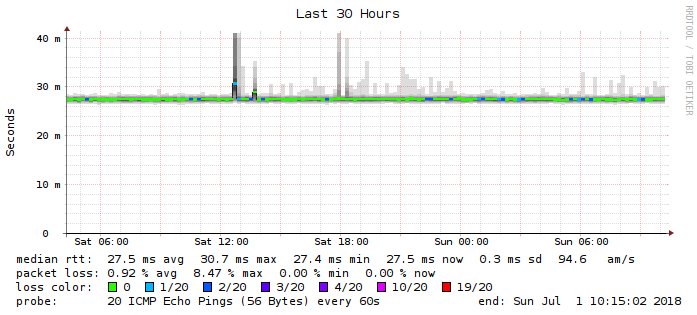 Last 30 Hours
RRDTOOL / TOBI OETIKER
Seconds
40 m
30 m
20 m
10 m
0
Sat 06:00 Sat 12:00 Sat 18:00 Sun 00:00 Sun 06:00
median rtt: 27.5 ms avg 30.7 ms max 27.4 ms min 27.5 ms now 0.3 ms sd 94.6 am/s
packet loss: 0.92 % avg 8.47 % max 0.00 % min 0.00 % now
loss color: 0 1/20 2/20 3/20 4/20 10/20 19/20
probe: 20 ICMP Echo Pings (56 Bytes) every 60s end: Sun Jul 1 10:15:02 2018